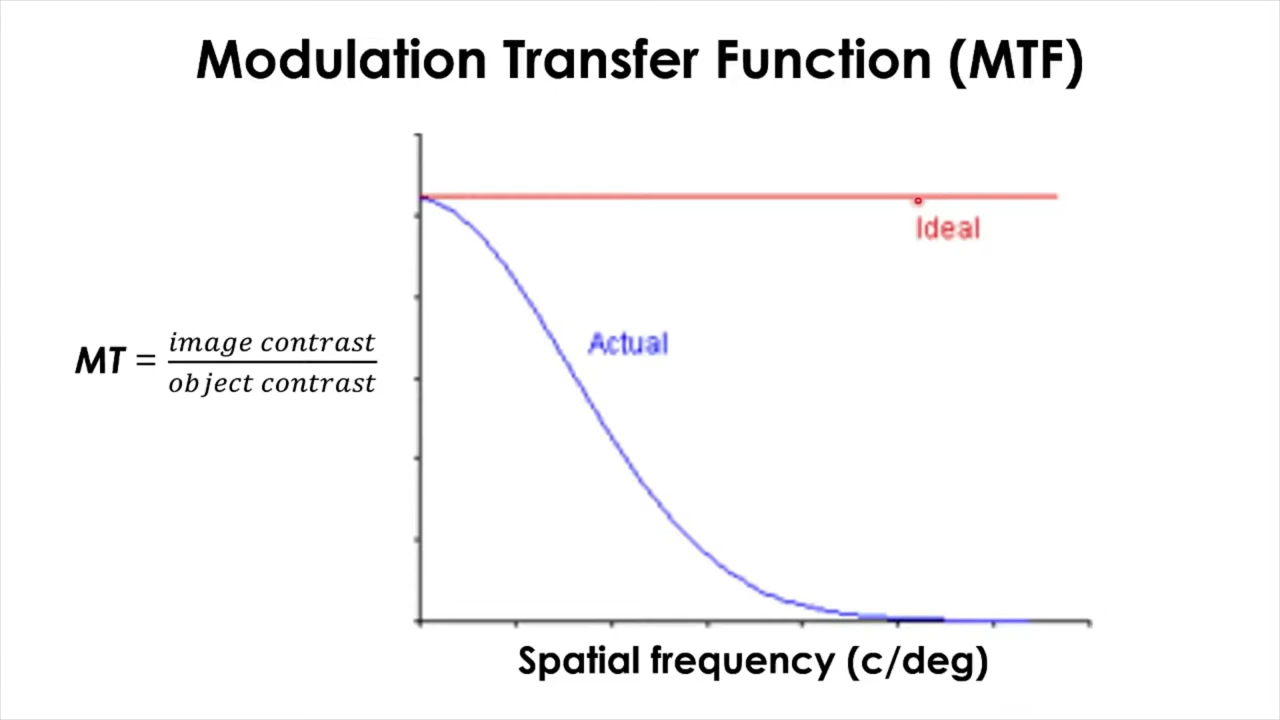 Modulation Transfer Function (MTF)
Ideal
Actual
MT = image contrast / object contrast
Spatial frequency (c/deg)